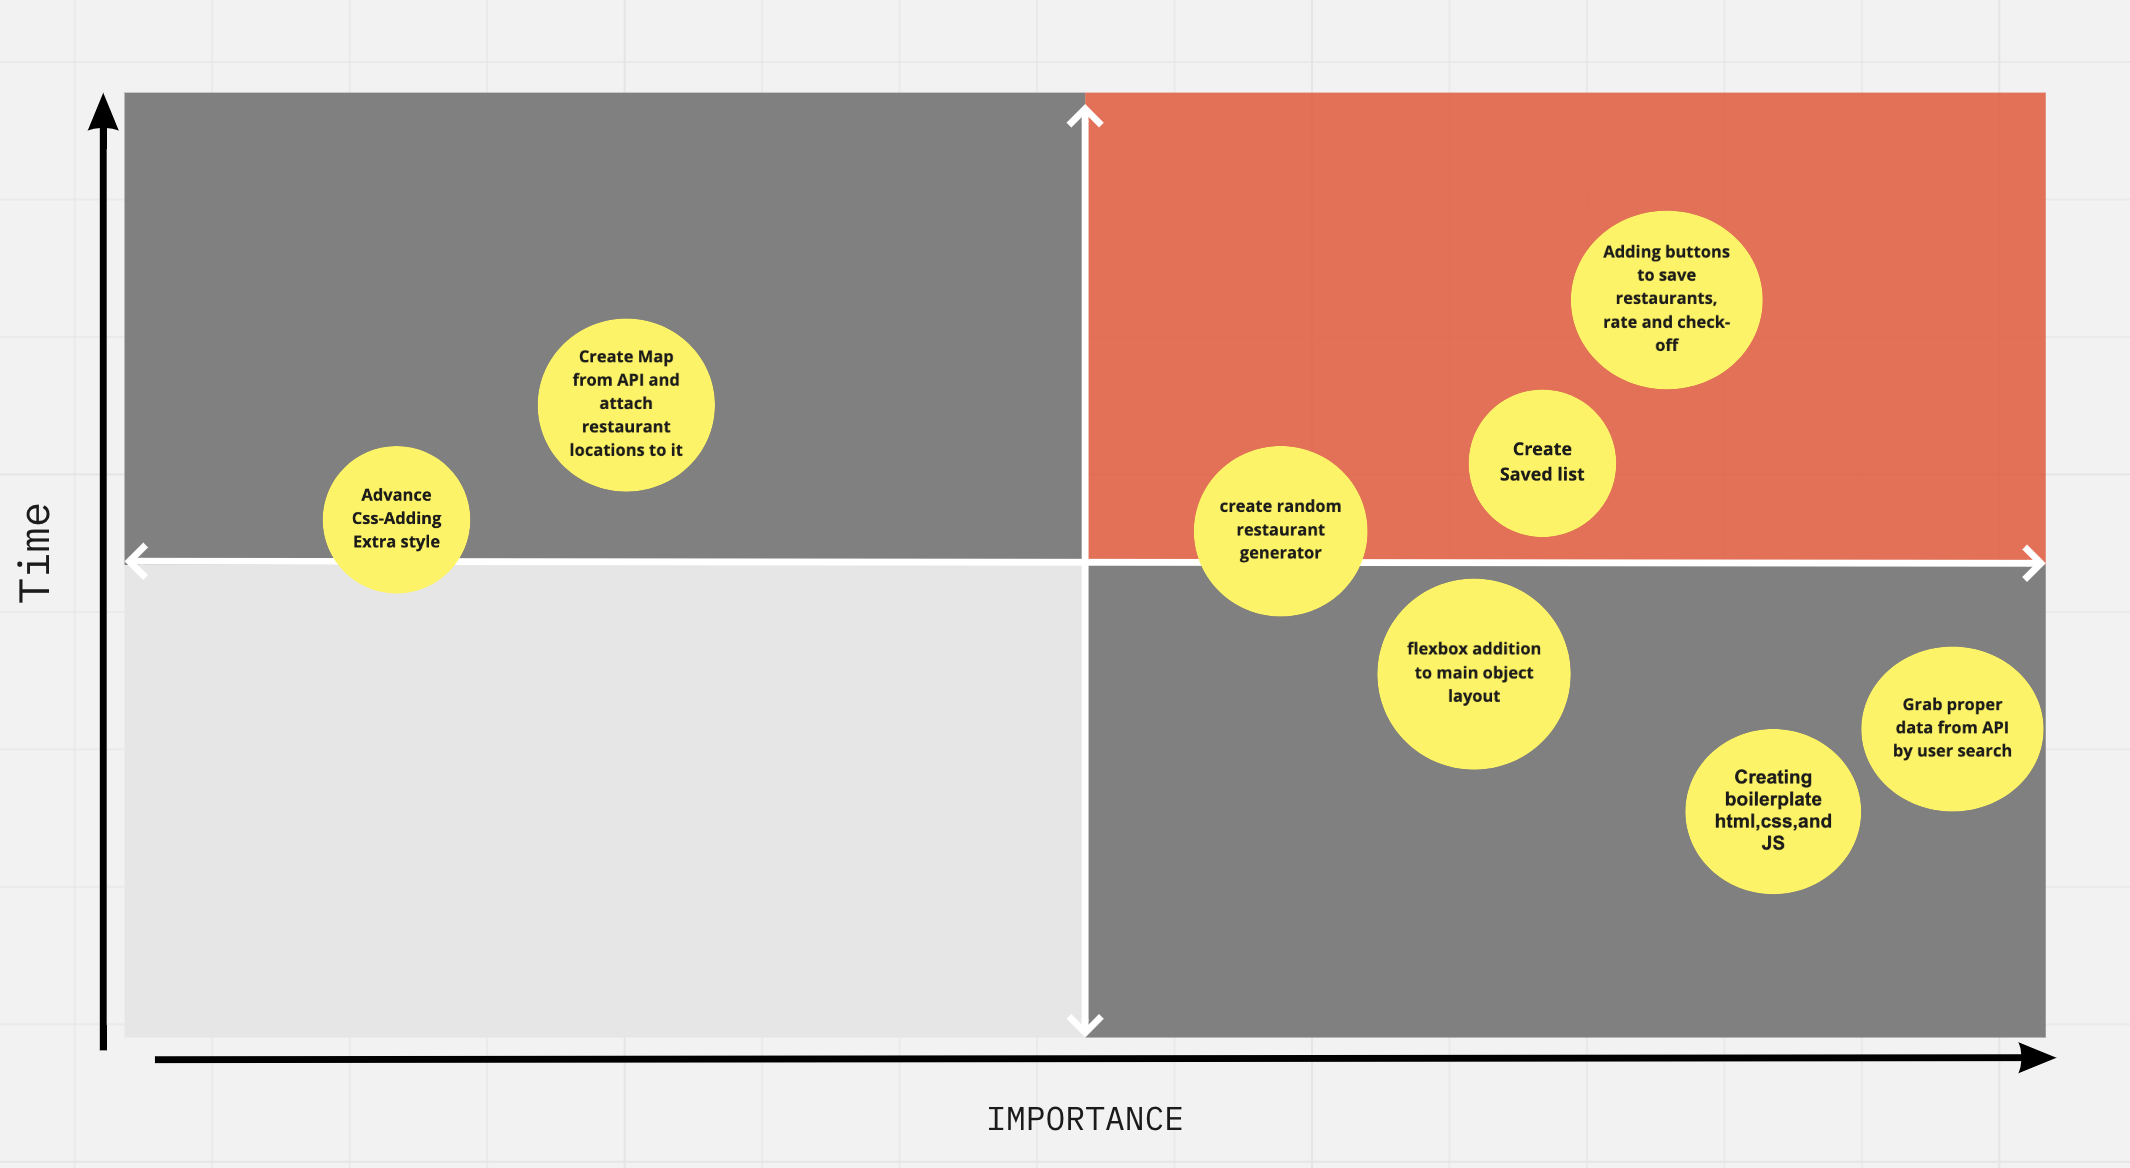 Time
Adding buttons
to save
restaurants,
rate and check-
off
Create Map
from API and
attach
restaurant
locations to it
Create
Saved list
Advance
Css-Adding
Extra style
create random
restaurant
generator
flexbox addition
to main object
layout
Grab proper
data from API
by user search
Creating
boilerplate
html,css,and
JS
IMPORTANCE